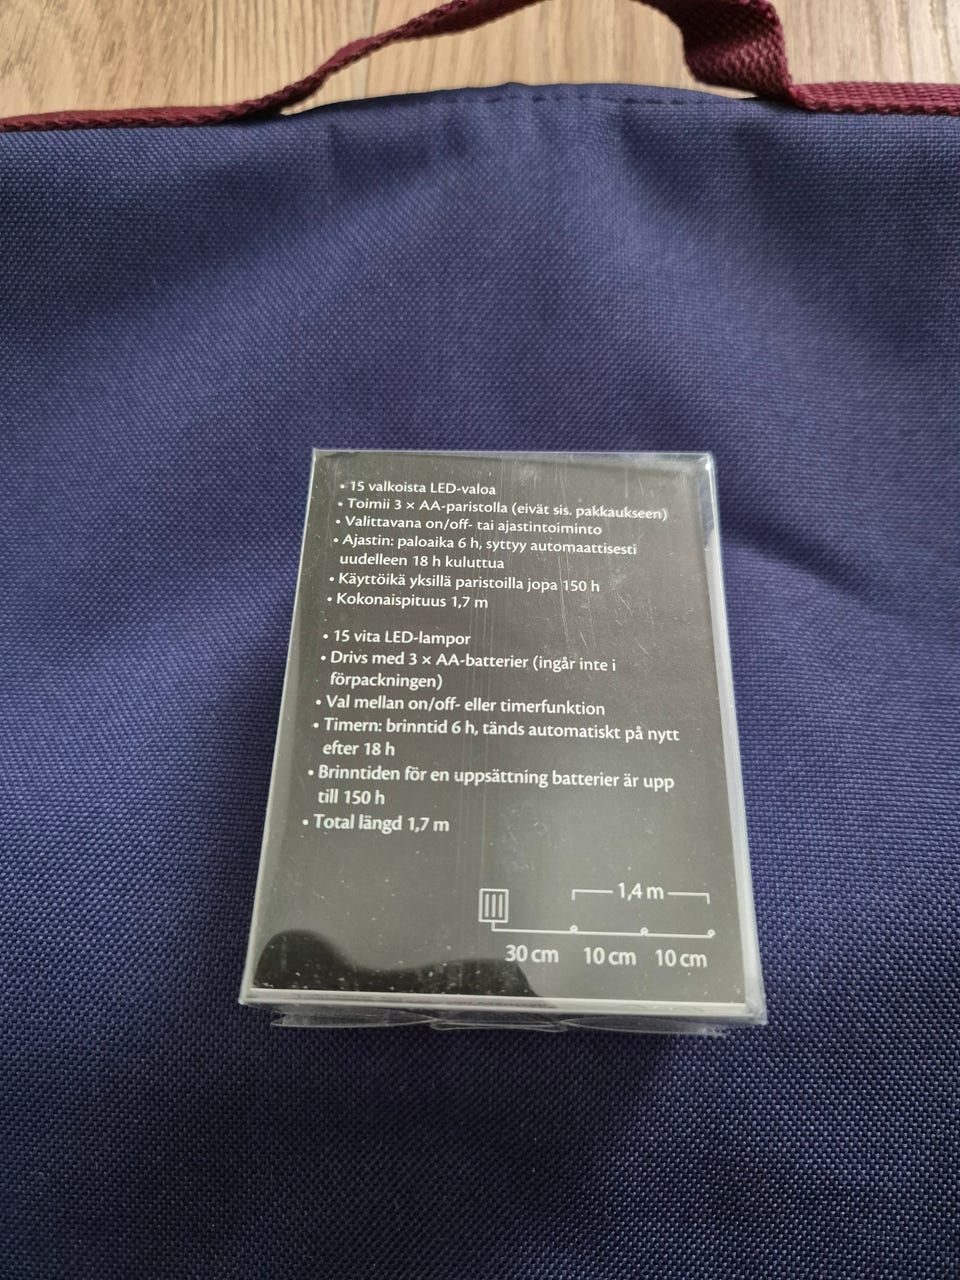 • 15 valkoista LED-valoa
• Toimii 3 × AA-paristolla (eivät sis. pakkaukseen)
• Valittavana on/off- tai ajastintoiminto
• Ajastin: paloaika 6 h, syttyy automaattisesti
uudelleen 18 h kuluttua
• Käyttöikä yksillä paristoilla jopa 150 h
• Kokonaispituus 1,7 m
• 15 vita LED-lampor
• Drivs med 3 × AA-batterier (ingår inte i
förpackningen)
• Val mellan on/off- eller timerfunktion
• Timern: brinntid 6 h, tänds automatiskt på nytt
efter 18 h
• Brinntiden för en uppsättning batterier är upp
till 150 h
• Total längd 1,7 m
1,4 m
30 cm 10 cm 10 cm